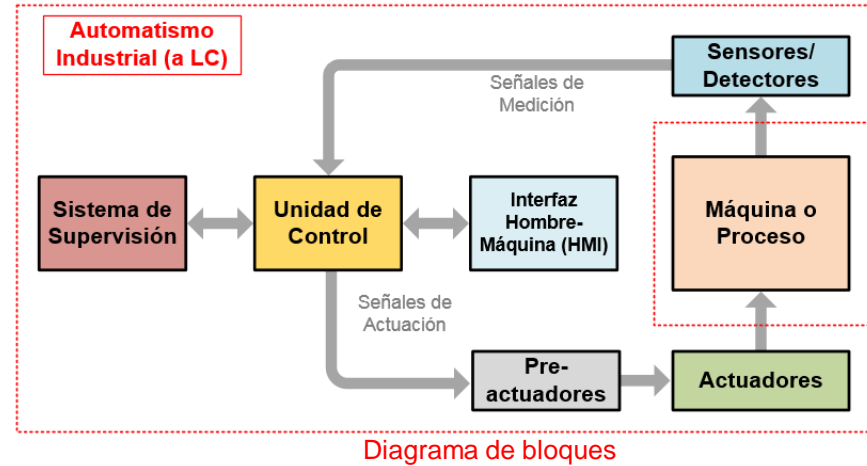 Automatismo
Industrial (a LC)
Sensores/
Detectores
Señales de
Medición
Sistema de
Supervisión
Unidad de
Control
Interfaz
Hombre-
Máquina (HMI)
Máquina o
Proceso
Señales de
Actuación
Pre-
actuadores
Actuadores
Diagrama de bloques